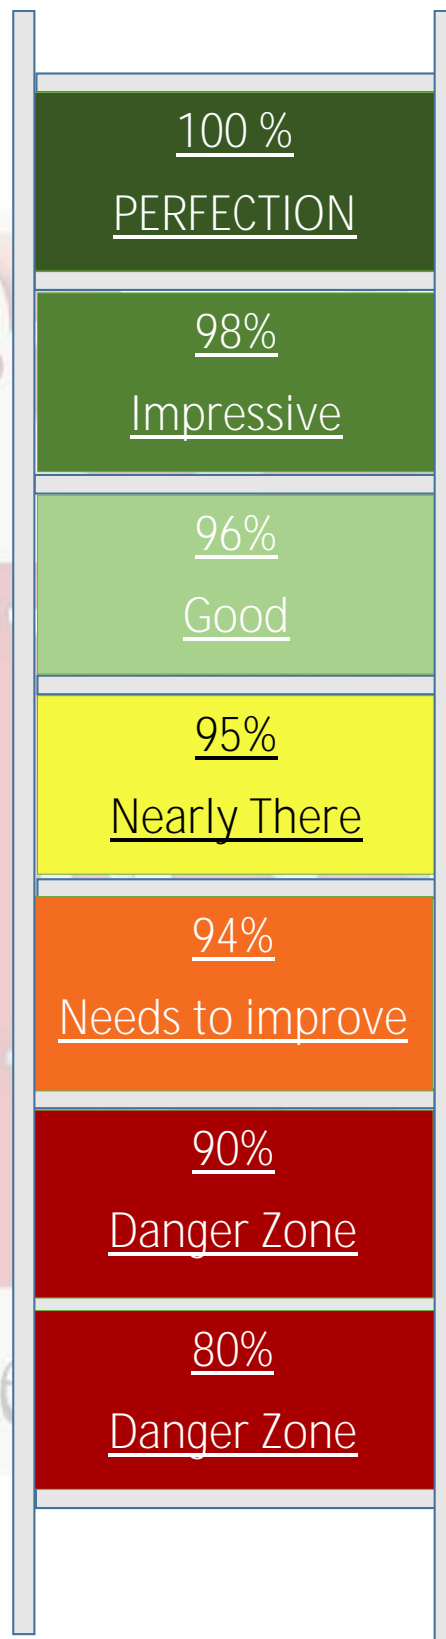 100 %
PERFECTION
98%
Impressive
96%
Good
95%
Nearly There
94%
Needs to improve
90%
Danger Zone
80%
Danger Zone